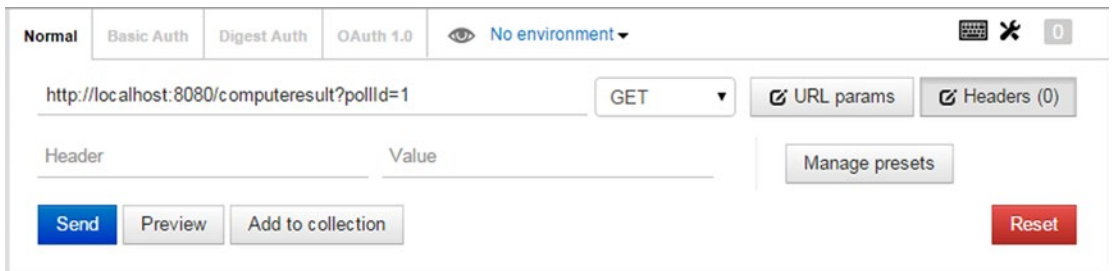 Normal Basic Auth Digest Auth OAuth 1.0 No environment 0
http://localhost:8080/computeresult?pollId=1 GET URL params Headers (0)
Header Value Manage presets
Send Preview Add to collection Reset